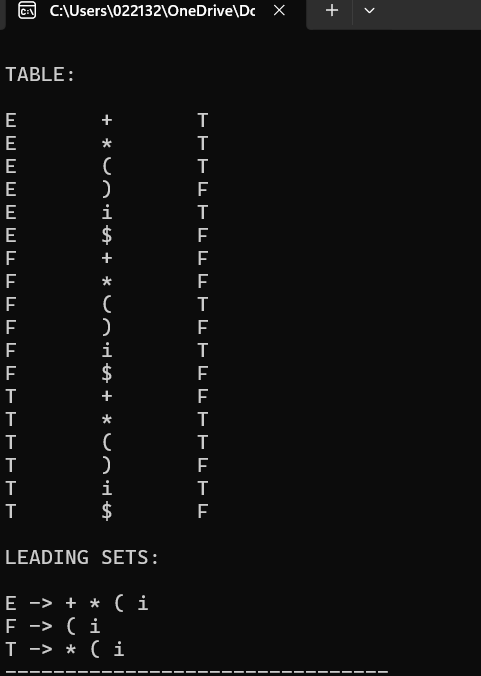 C:\Users\022132\OneDrive\Dc
TABLE:
E + T
E * T
E ( T
E ) F
E i T
E $ F
F + F
F * F
F ( T
F ) F
F i T
F $ F
T + F
T * T
T ( T
T ) F
T i T
T $ F
LEADING SETS:
E -> + * ( i
F -> ( i
T -> * ( i
--------------------------------